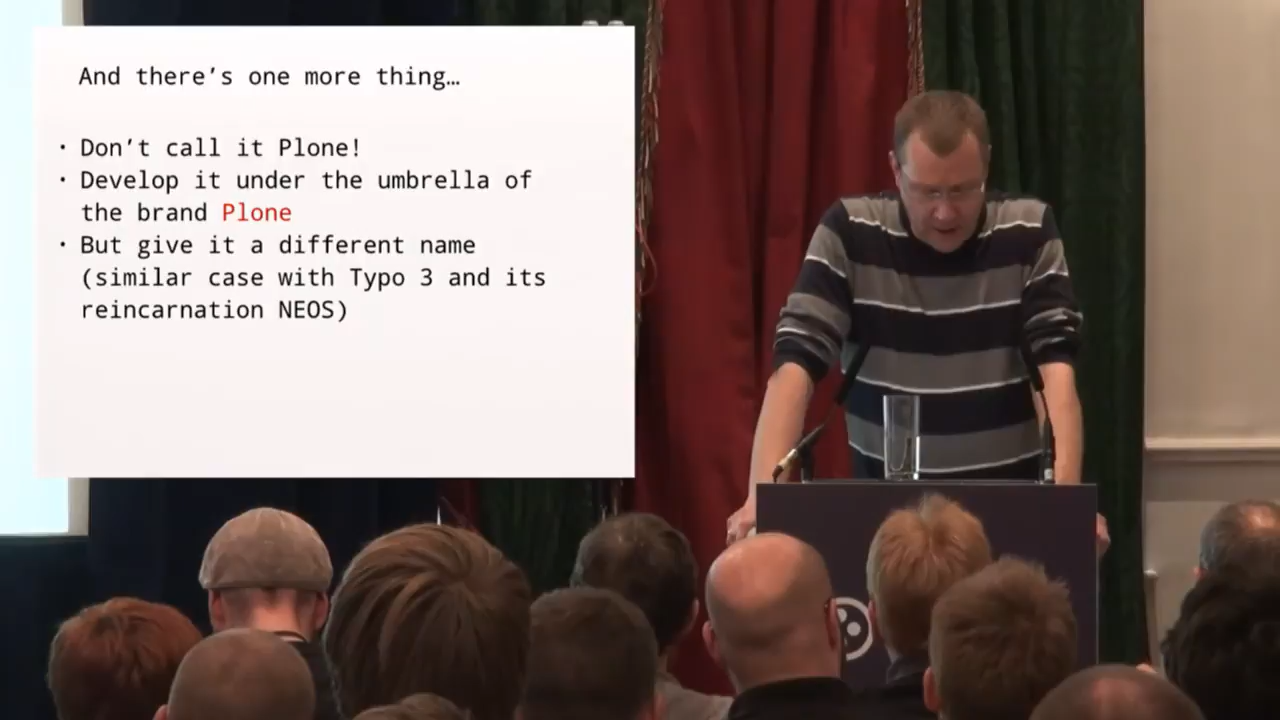 And there’s one more thing…
· Don’t call it Plone!
· Develop it under the umbrella of
the brand Plone
· But give it a different name
(similar case with Typo 3 and its
reincarnation NEOS)